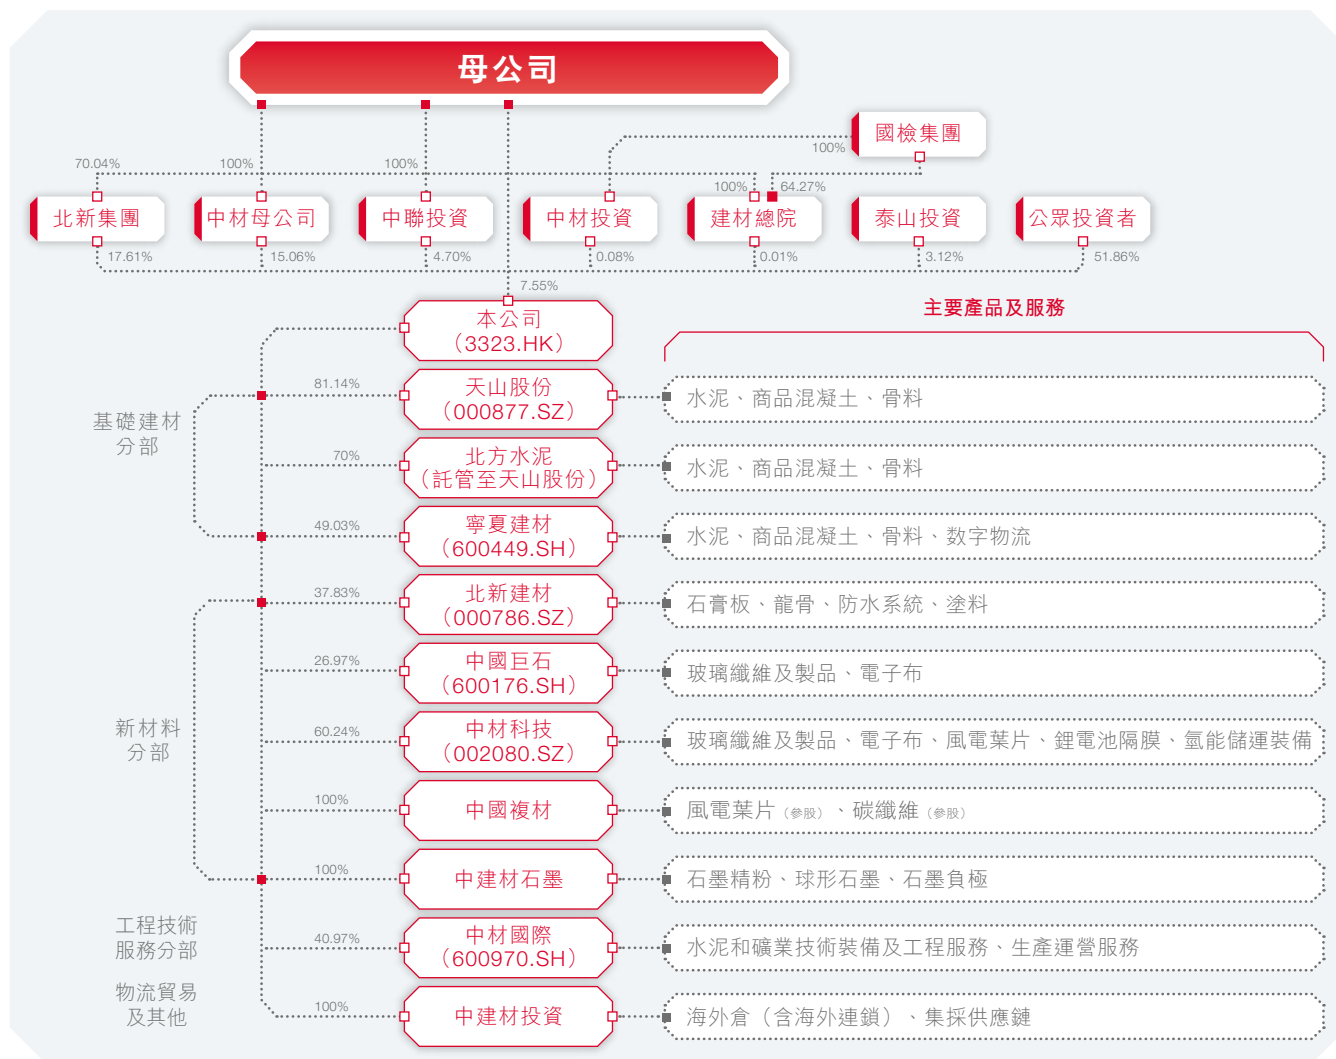 母公司
國檢集團
100%
70.04%
100%
100%
100%
64.27%
北新集團
中材母公司
中聯投資
中材投資
建材總院
泰山投資
公眾投資者
17.61%
15.06%
4.70%
0.08%
0.01%
3.12%
51.86%
7.55%
主要產品及服務
本公司
（3323.HK）
基礎建材
分部
81.14%
天山股份
（000877.SZ）
水泥、商品混凝土、骨料
70%
北方水泥
（託管至天山股份）
水泥、商品混凝土、骨料
49.03%
寧夏建材
（600449.SH）
水泥、商品混凝土、骨料、数字物流
新材料
分部
37.83%
北新建材
（000786.SZ）
石膏板、龍骨、防水系統、塗料
26.97%
中國巨石
（600176.SH）
玻璃纖維及製品、電子布
60.24%
中材科技
（002080.SZ）
玻璃纖維及製品、電子布、風電葉片、鋰電池隔膜、氫能儲運裝備
100%
中國複材
風電葉片（參股）、碳纖維（參股）
100%
中建材石墨
石墨精粉、球形石墨、石墨負極
工程技術
服務分部
40.97%
中材國際
（600970.SH）
水泥和礦業技術裝備及工程服務、生產運營服務
物流貿易
及其他
100%
中建材投資
海外倉（含海外連鎖）、集採供應鏈